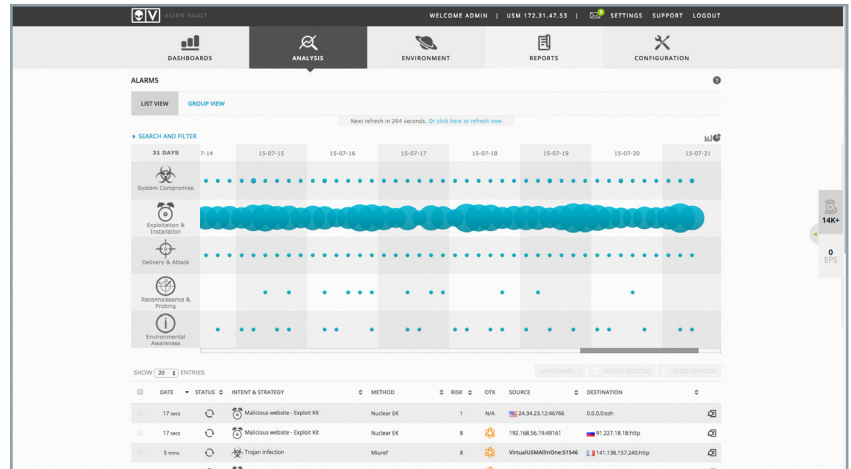 ALIEN VAULT
WELCOME ADMIN | USM 172.31.47.53 | SETTINGS SUPPORT LOGOUT
DASHBOARDS ANALYSIS ENVIRONMENT REPORTS CONFIGURATION
ALARMS
LIST VIEW GROUP VIEW
Next refresh in 264 seconds. Or click here to refresh now
SEARCH AND FILTER
31 DAYS 7-14 15-07-15 15-07-16 15-07-17 15-07-18 15-07-19 15-07-20 15-07-21
System Compromise
Exploitation &
Installation
14K+
Delivery & Attack
0
EPS
Reconnaissance &
Probing
Environmental
Awareness
SHOW 20 ENTRIES
APPLY LABEL DELETE SELECTED CLOSE SELECTED
DATE STATUS INTENT & STRATEGY METHOD RISK OTX SOURCE DESTINATION
17 secs Malicious website - Exploit Kit Nuclear EK 1 N/A 24.34.23.12:46766 0.0.0.0:ssh
17 secs Malicious website - Exploit Kit Nuclear EK 8 192.168.56.19:49161 91.227.18.18:http
5 mins Trojan infection Miuref 8 VirtualUSMAllInOne:51546 141.138.157.240:http